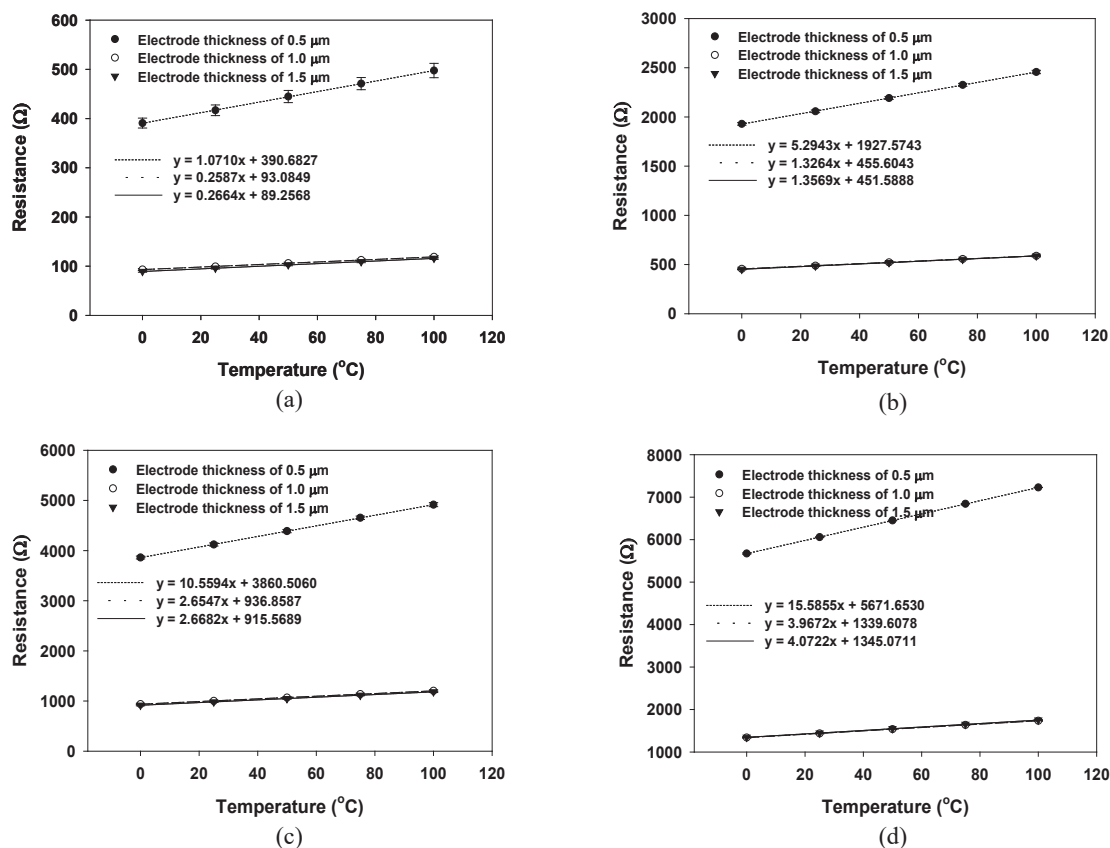 600
500
400
300
200
100
0
Resistance (Ω)
Electrode thickness of 0.5 μm
Electrode thickness of 1.0 μm
Electrode thickness of 1.5 μm
y = 1.0710x + 390.6827
y = 0.2587x + 93.0849
y = 0.2664x + 89.2568
0 20 40 60 80 100 120
Temperature (°C)
(a)
3000
2500
2000
1500
1000
500
0
Resistance (Ω)
Electrode thickness of 0.5 μm
Electrode thickness of 1.0 μm
Electrode thickness of 1.5 μm
y = 5.2943x + 1927.5743
y = 1.3264x + 455.6043
y = 1.3569x + 451.5888
0 20 40 60 80 100 120
Temperature (°C)
(b)
6000
5000
4000
3000
2000
1000
0
Resistance (Ω)
Electrode thickness of 0.5 μm
Electrode thickness of 1.0 μm
Electrode thickness of 1.5 μm
y = 10.5594x + 3860.5060
y = 2.6547x + 936.8587
y = 2.6682x + 915.5689
0 20 40 60 80 100 120
Temperature (°C)
(c)
8000
7000
6000
5000
4000
3000
2000
1000
Resistance (Ω)
Electrode thickness of 0.5 μm
Electrode thickness of 1.0 μm
Electrode thickness of 1.5 μm
y = 15.5855x + 5671.6530
y = 3.9672x + 1339.6078
y = 4.0722x + 1345.0711
0 20 40 60 80 100 120
Temperature (°C)
(d)